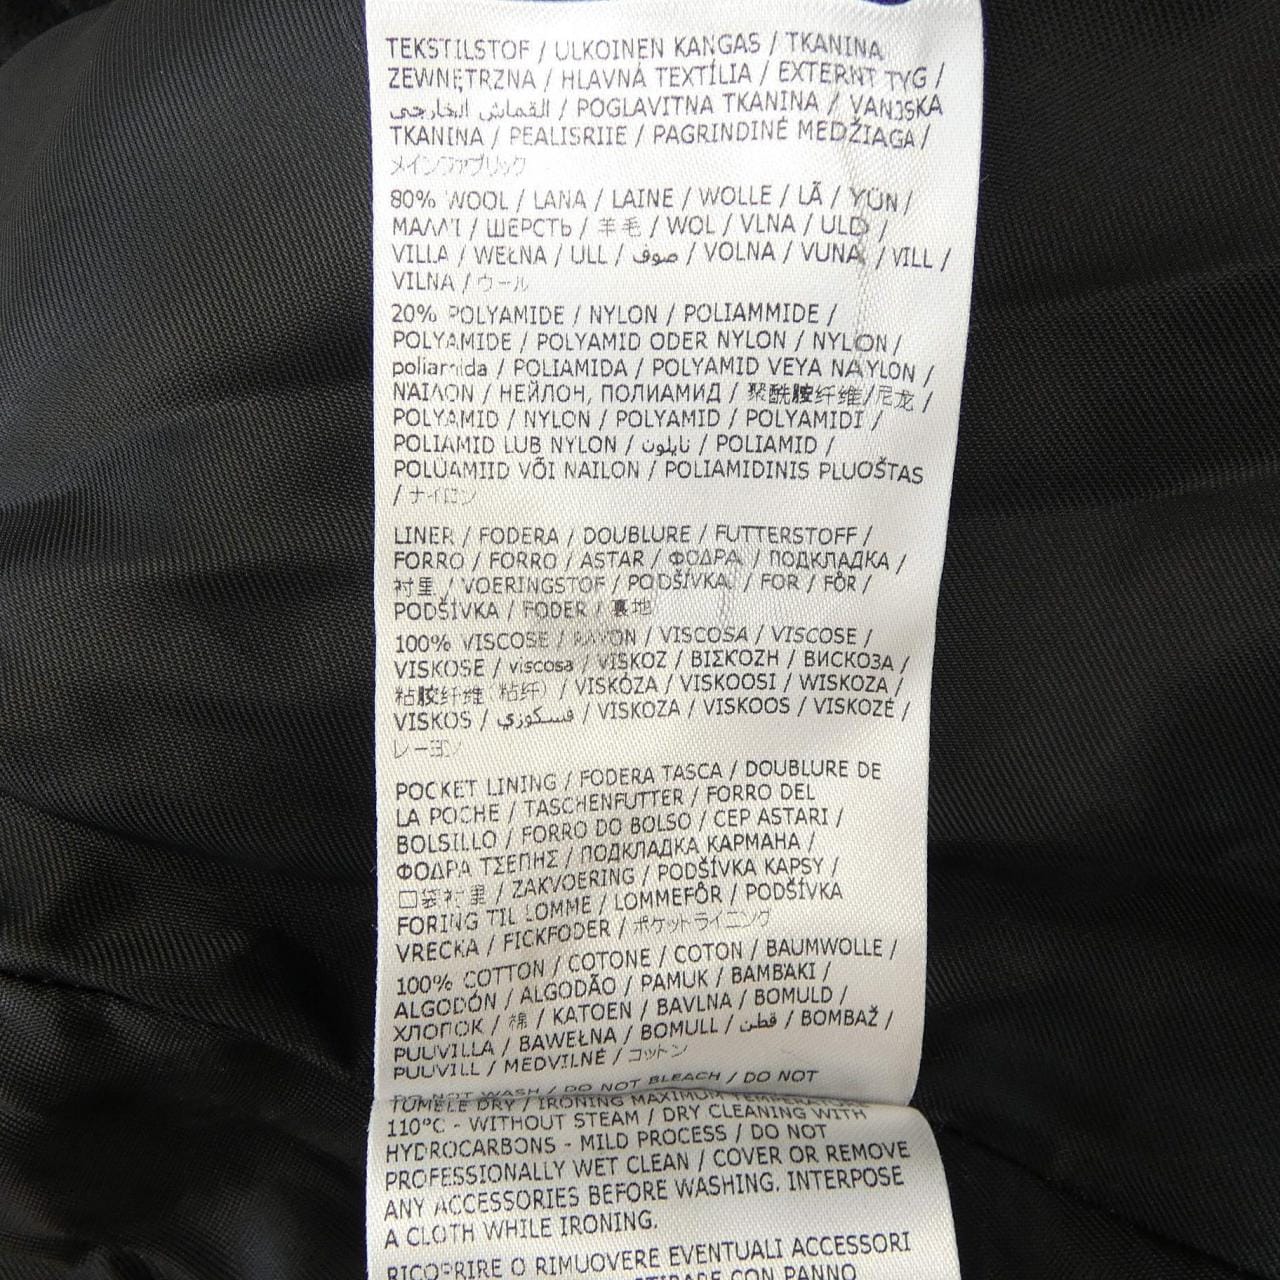 TEKSTILSTOF / ULKOINEN KANGAS / TKANINA
ZEWNĘTRZNA / HLAVNÁ TEXTÍLIA / EXTERNT TYG /
القماش الخارجي / POGLAVITNA TKANINA / VANJSKA
TKANINA / PEALISRIIE / PAGRINDINĖ MEDŽIAGA /
メインファブリック
80% WOOL / LANA / LAINE / WOLLE / LÃ / YÜN /
ΜΑΛΛΊ / ШЕРСТЬ / 羊毛 / WOL / VLNA / ULD /
VILLA / WEŁNA / ULL / صوف / VOLNA / VUNA / VILL /
VILNA / ウール
20% POLYAMIDE / NYLON / POLIAMMIDE /
POLYAMIDE / POLYAMID ODER NYLON / NYLON /
poliamida / POLIAMIDA / POLYAMID VEYA NAYLON /
ΝΑΪΛΟΝ / НЕЙЛОН, ПОЛИАМИД / 聚酰胺纤维/尼龙 /
POLYAMID / NYLON / POLYAMID / POLYAMIDI /
POLIAMID LUB NYLON / نايلون / POLIAMID /
POLÜAMIID VÕI NAILON / POLIAMIDINIS PLUOŠTAS
/ ナイロン
LINER / FODERA / DOUBLURE / FUTTERSTOFF /
FORRO / FORRO / ASTAR / ΦΟΔΡΑ / ПОДКЛАДКА /
衬里 / VOERINGSTOF / PODŠÍVKA / FOR / FÔR /
PODŠÍVKA / FODER / 裏地
100% VISCOSE / RAYON / VISCOSA / VISCOSE /
VISKOSE / viscosa / VISKOZ / ΒΙΣΚΌΖΗ / ВИСКОЗА /
粘胶纤维（粘纤） / VISKÓZA / VISKOOSI / WISKOZA /
VISKOS / فسكوزي / VISKOZA / VISKOOS / VISKOZĖ /
レーヨン
POCKET LINING / FODERA TASCA / DOUBLURE DE
LA POCHE / TASCHENFUTTER / FORRO DEL
BOLSILLO / FORRO DO BOLSO / CEP ASTARI /
ΦΟΔΡΑ ΤΣΕΠΗΣ / ПОДКЛАДКА КАРМАНА /
口袋衬里 / ZAKVOERING / PODŠÍVKA KAPSY /
FORING TIL LOMME / LOMMEFÔR / PODŠÍVKA
VRECKA / FICKFODER / ポケットライニング
100% COTTON / COTONE / COTON / BAUMWOLLE /
ALGODÓN / ALGODÃO / PAMUK / ΒΑΜΒΆΚΙ /
ХЛОПОК / 棉 / KATOEN / BAVLNA / BOMULD /
PUUVILLA / BAWEŁNA / BOMULL / قطن / BOMBAŽ /
PUUVILL / MEDVILNĖ / コットン
DO NOT WASH / DO NOT BLEACH / DO NOT
TUMBLE DRY / IRONING MAXIMUM TEMPERATURE
110°C - WITHOUT STEAM / DRY CLEANING WITH
HYDROCARBONS - MILD PROCESS / DO NOT
PROFESSIONALLY WET CLEAN / COVER OR REMOVE
ANY ACCESSORIES BEFORE WASHING. INTERPOSE
A CLOTH WHILE IRONING.
RICOPRIRE O RIMUOVERE EVENTUALI ACCESSORI
CON PANNO